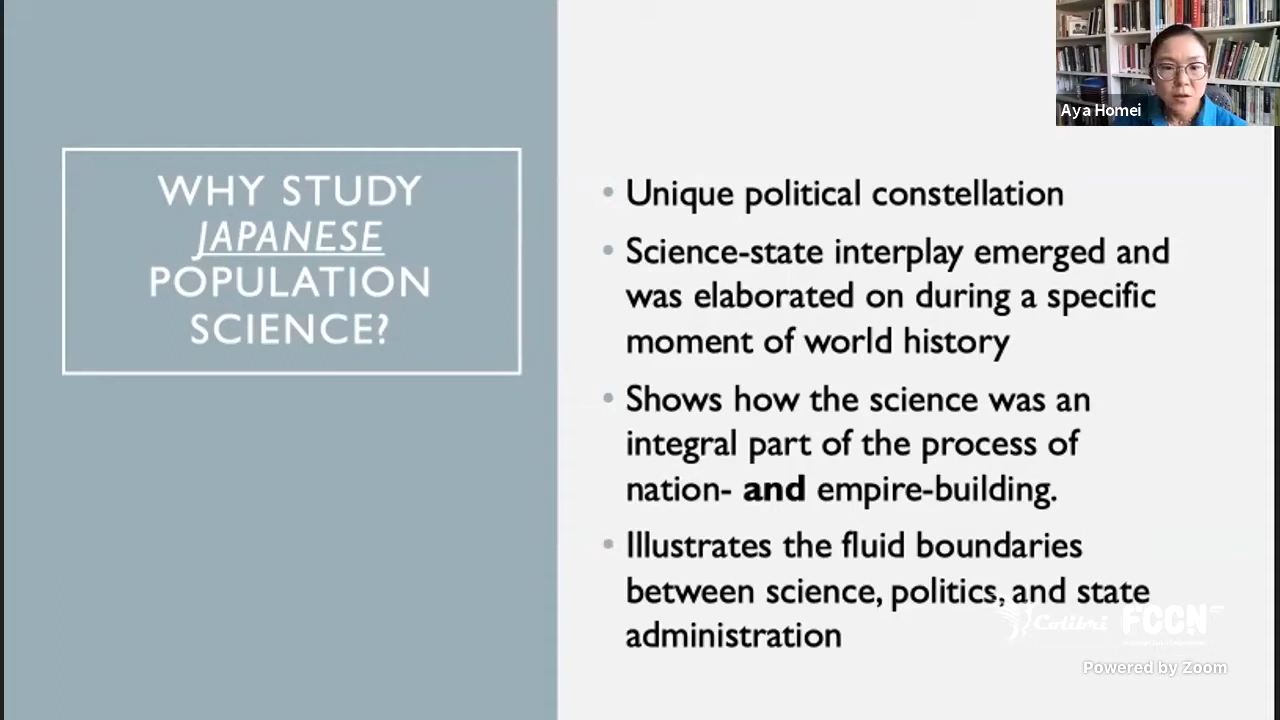 Aya Homei
WHY STUDY
JAPANESE
POPULATION
SCIENCE?
• Unique political constellation
• Science-state interplay emerged and
was elaborated on during a specific
moment of world history
• Shows how the science was an
integral part of the process of
nation- and empire-building.
• Illustrates the fluid boundaries
between science, politics, and state
administration
Colibri FCCN
Powered by Zoom